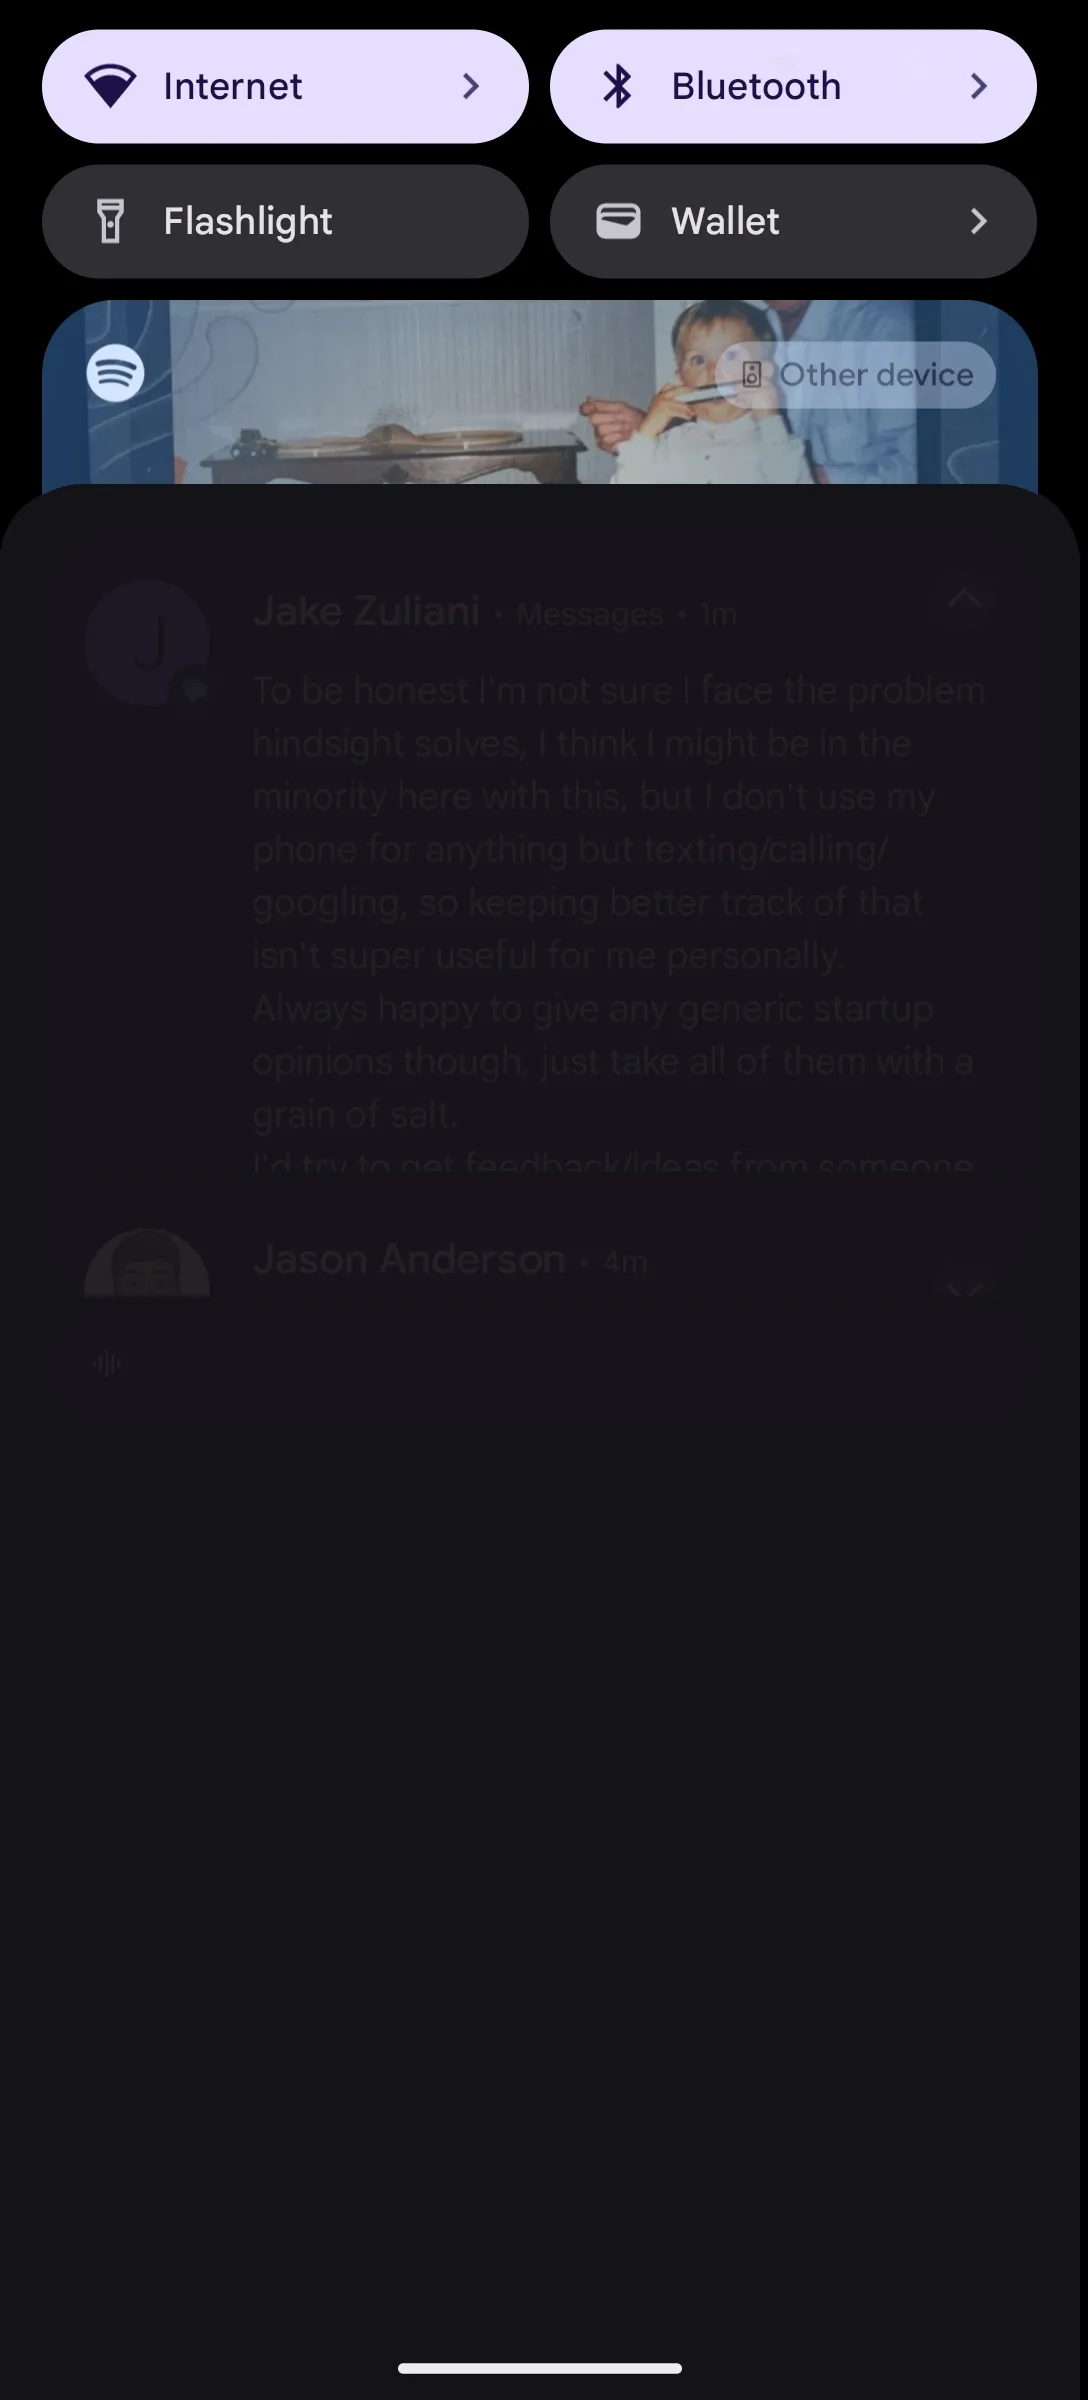 Internet
Bluetooth
Flashlight
Wallet
Other device
Jake Zuliani • Messages • 1m
J
To be honest I'm not sure I face the problem
hindsight solves, I think I might be in the
minority here with this, but I don't use my
phone for anything but texting/calling/
googling, so keeping better track of that
isn't super useful for me personally.
Always happy to give any generic startup
opinions though, just take all of them with a
grain of salt.
I'd try to get feedback/ideas from someone
Jason Anderson • 4m